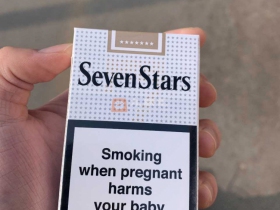 SevenStars
Smoking
when pregnant
harms
your baby